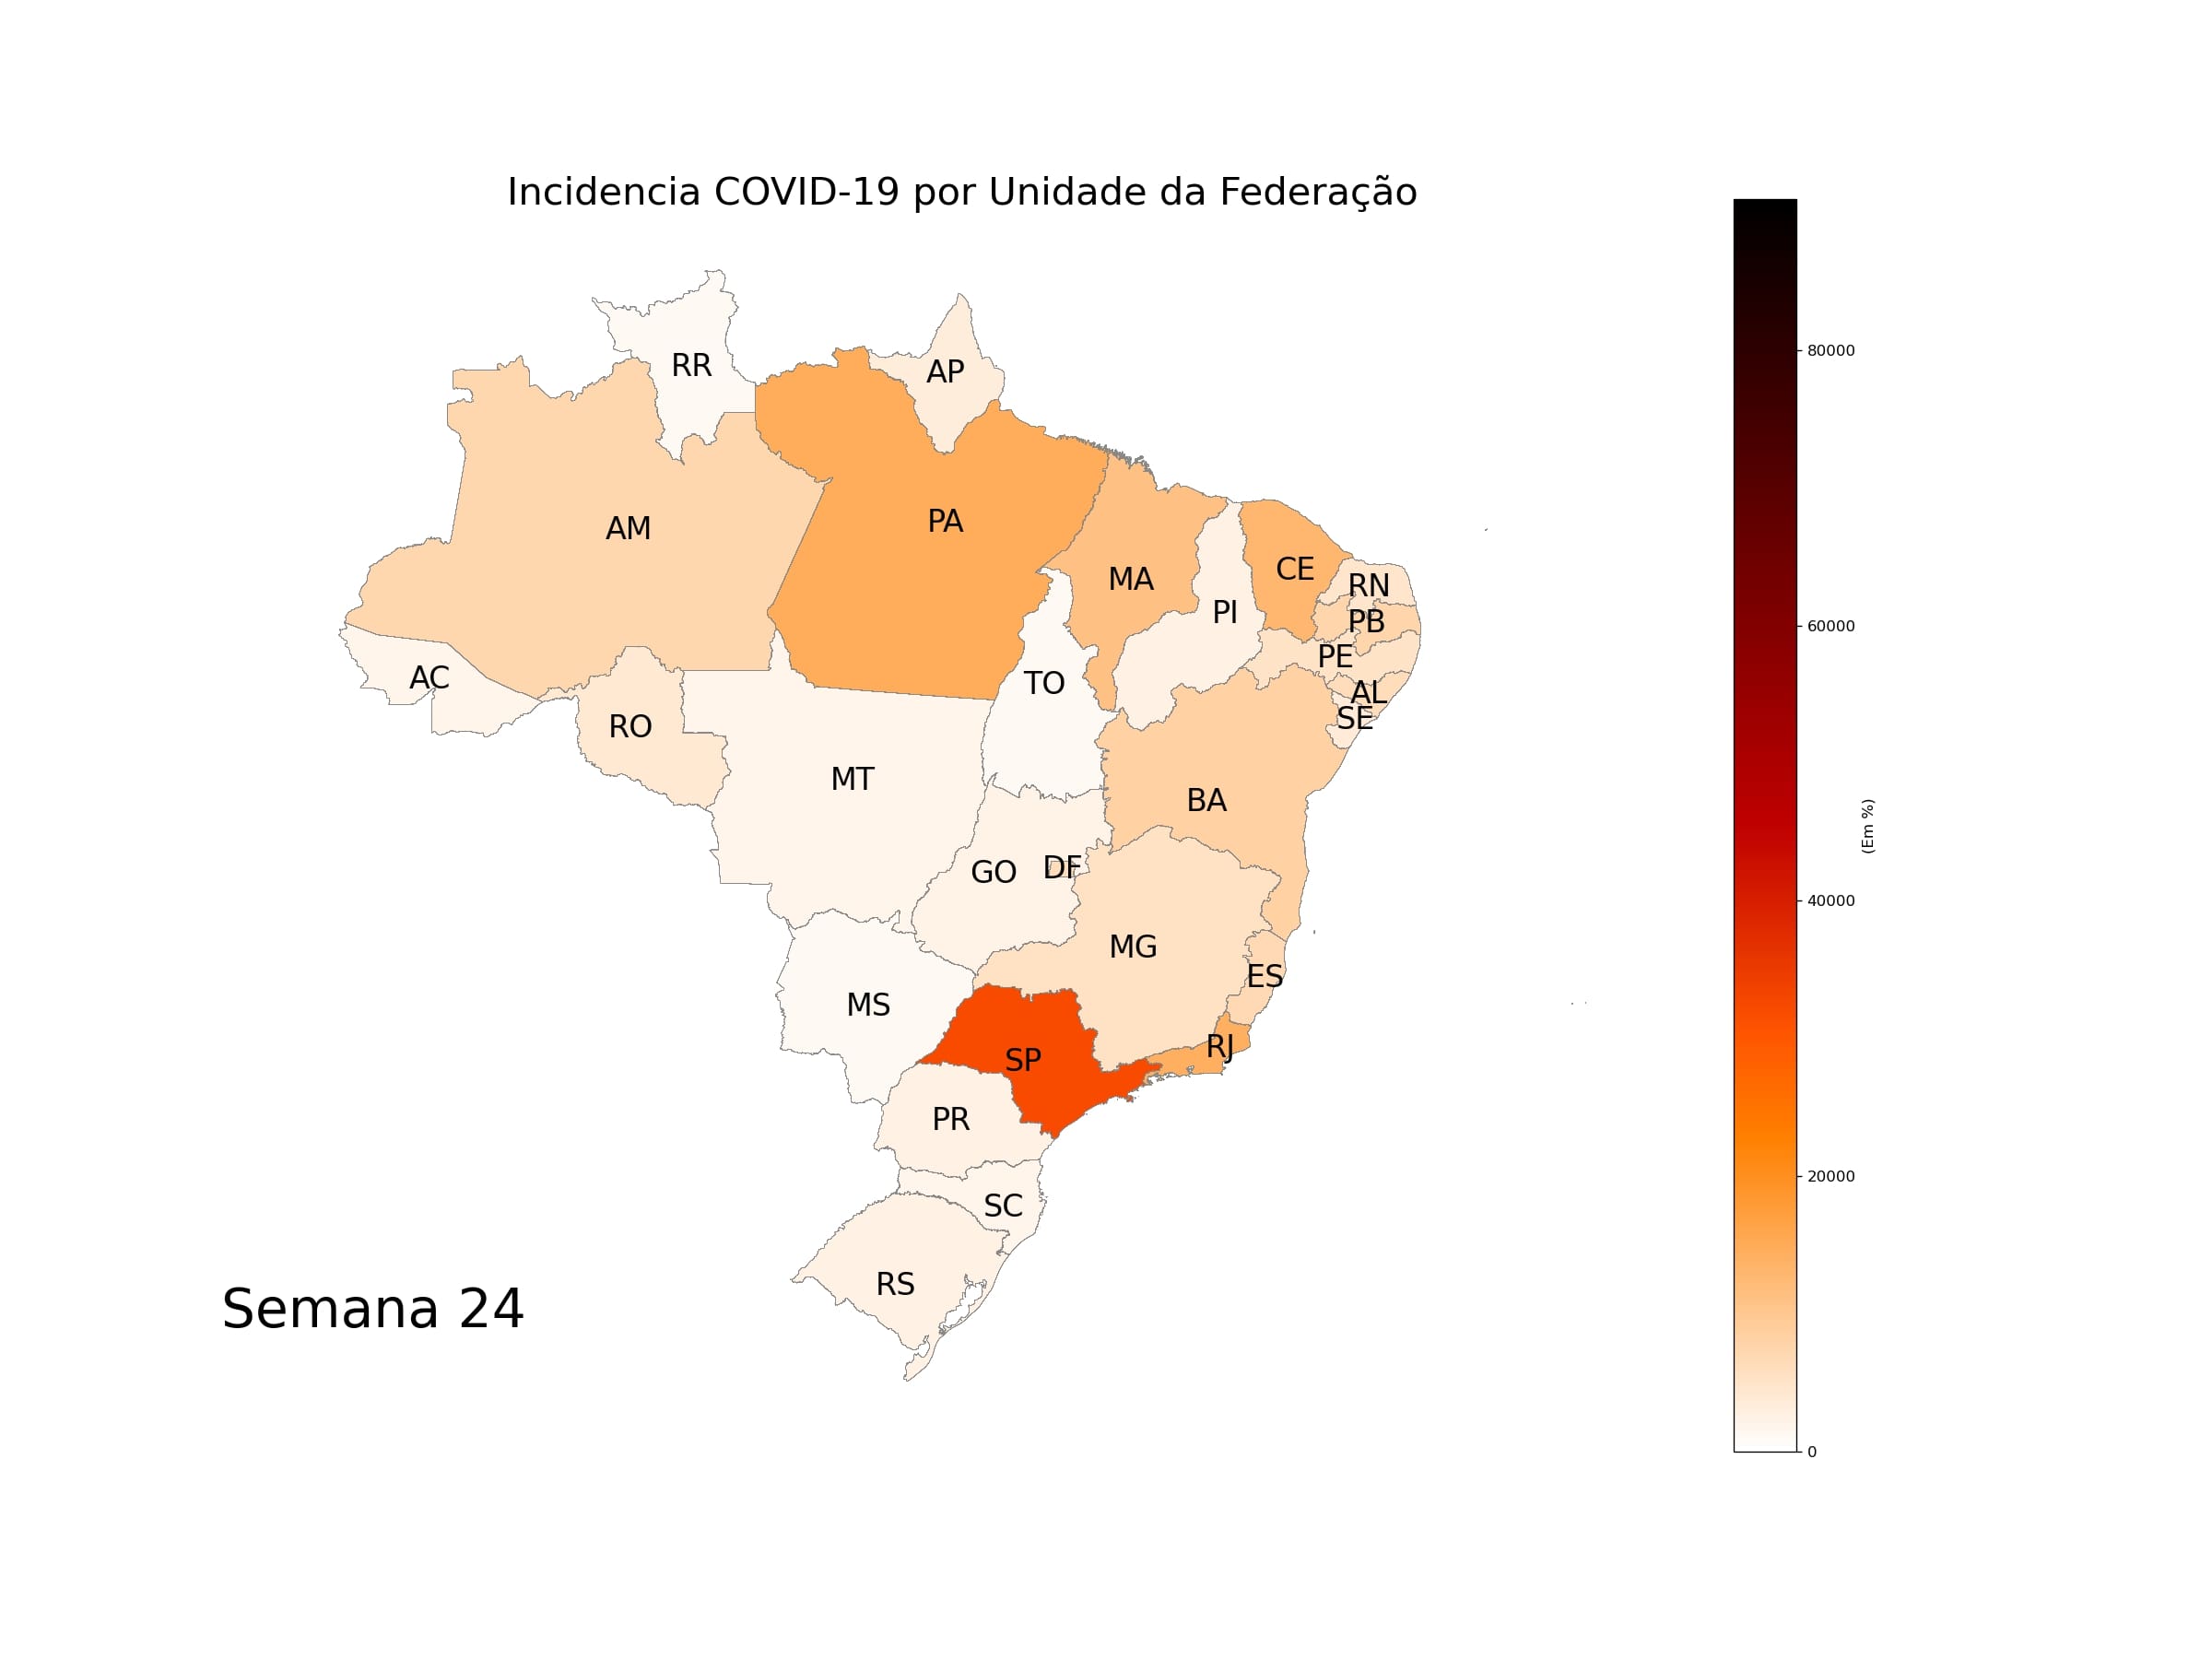 Incidencia COVID-19 por Unidade da Federação
RR
AP
AM
PA
MA
CE
RN
PI
PB
PE
AC
TO
AL
RO
SE
MT
BA
GO
DF
MG
ES
MS
RJ
SP
PR
SC
RS
Semana 24
80000
60000
40000
20000
0
(Em %)